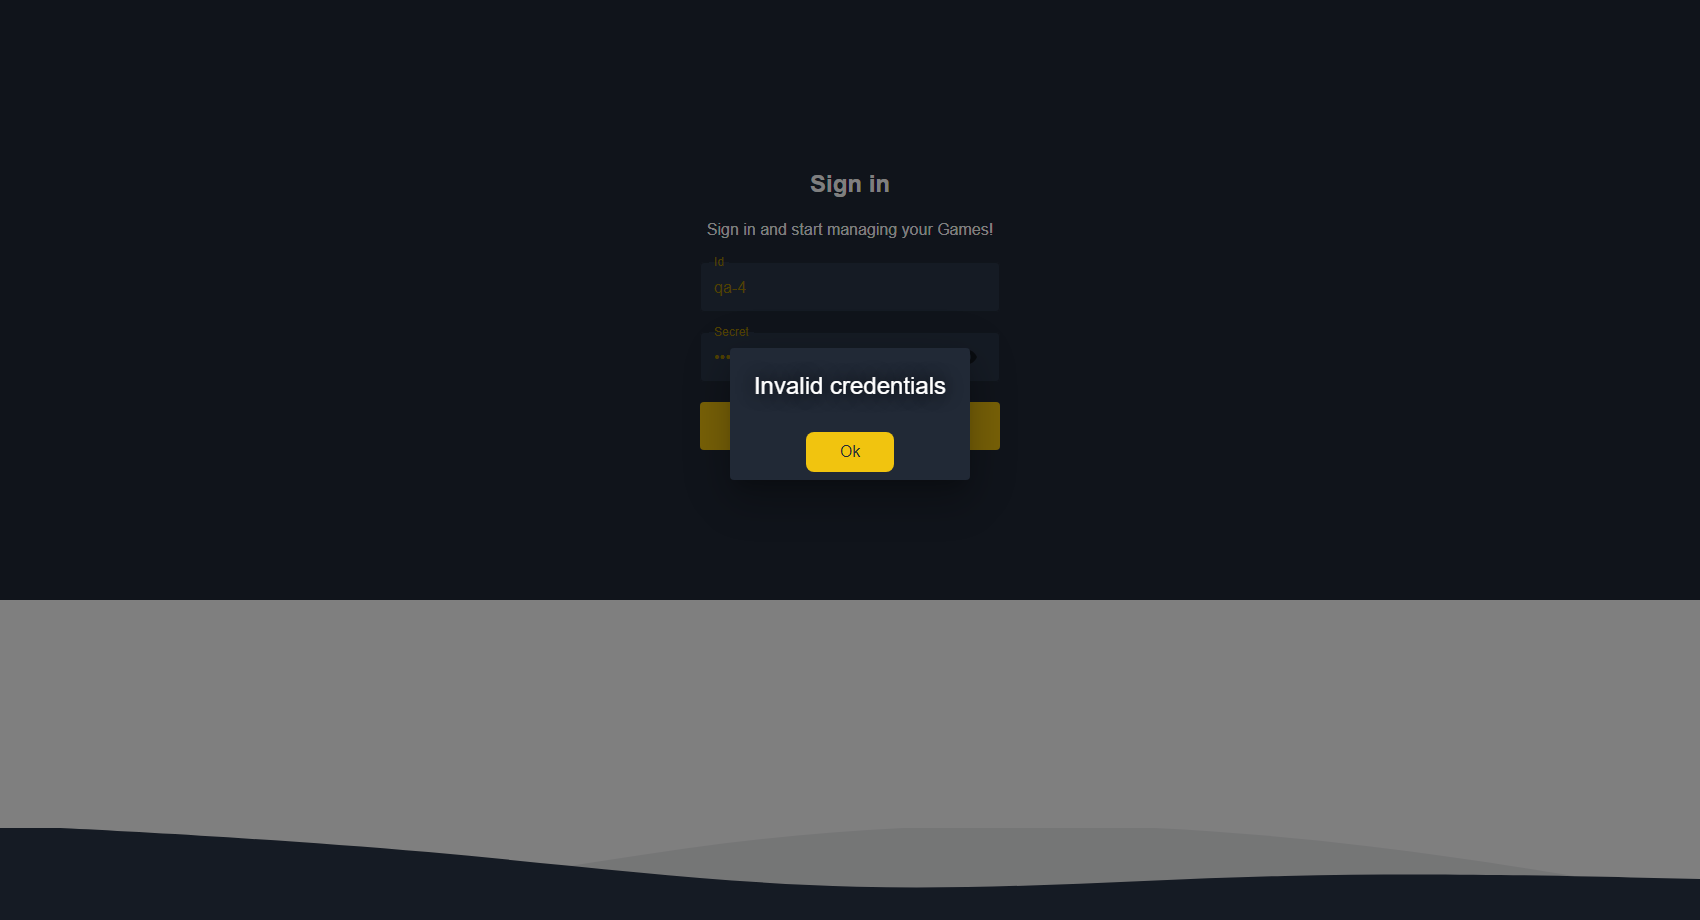 Sign in
Sign in and start managing your Games!
Id
qa-4
Secret
Invalid credentials
Ok